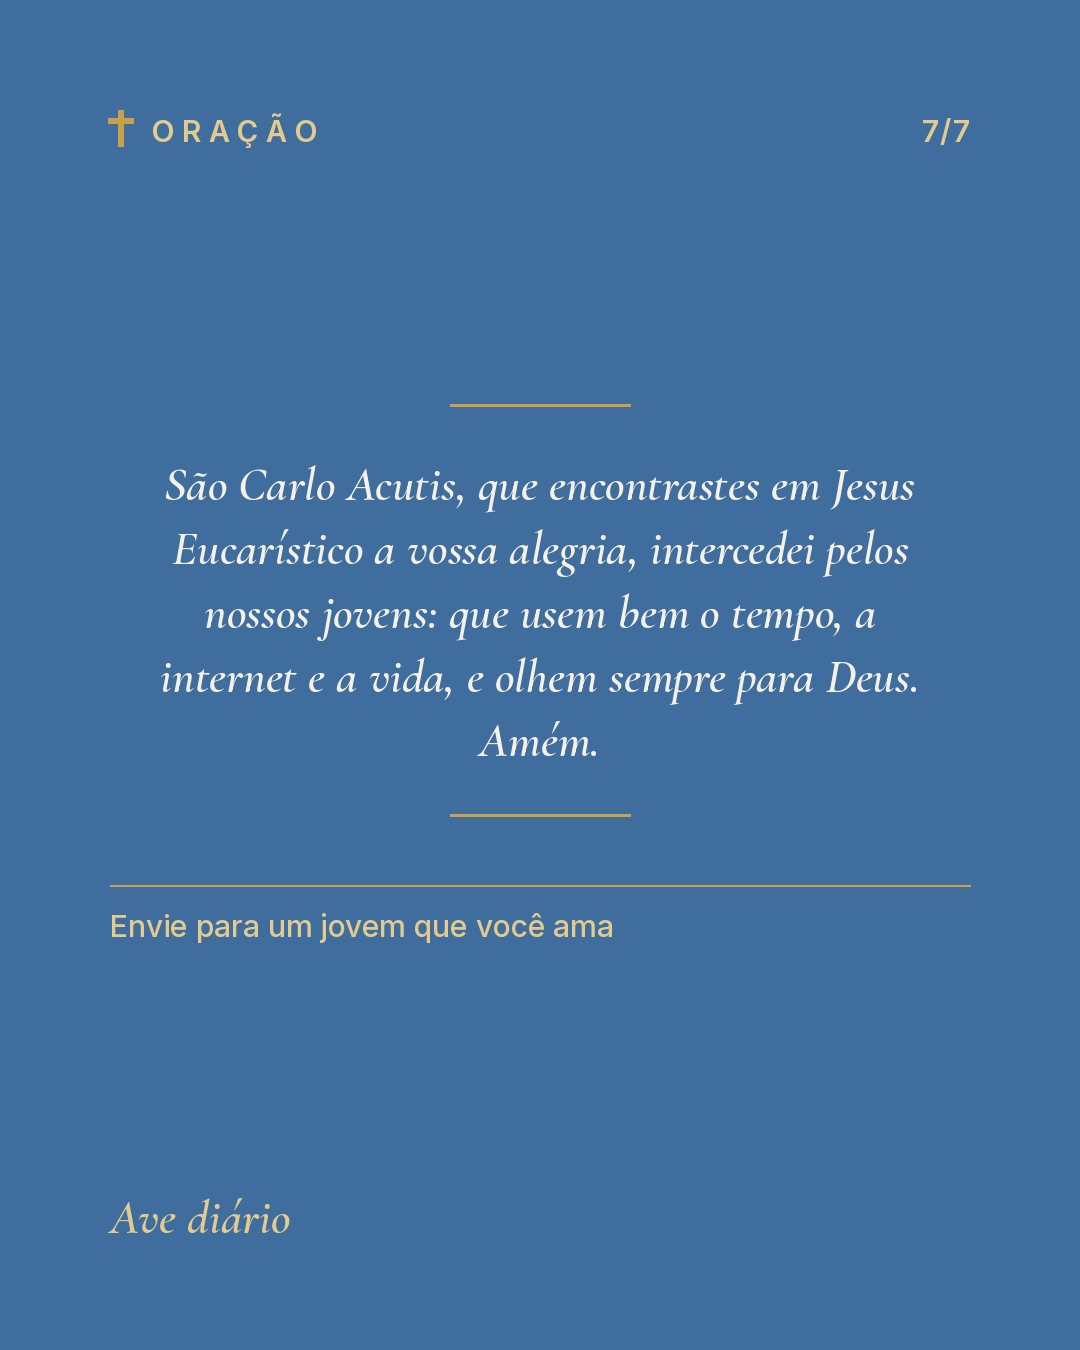 ORAÇÃO
7/7
São Carlo Acutis, que encontrastes em Jesus
Eucarístico a vossa alegria, intercedei pelos
nossos jovens: que usem bem o tempo, a
internet e a vida, e olhem sempre para Deus.
Amém.
Envie para um jovem que você ama
Ave diário